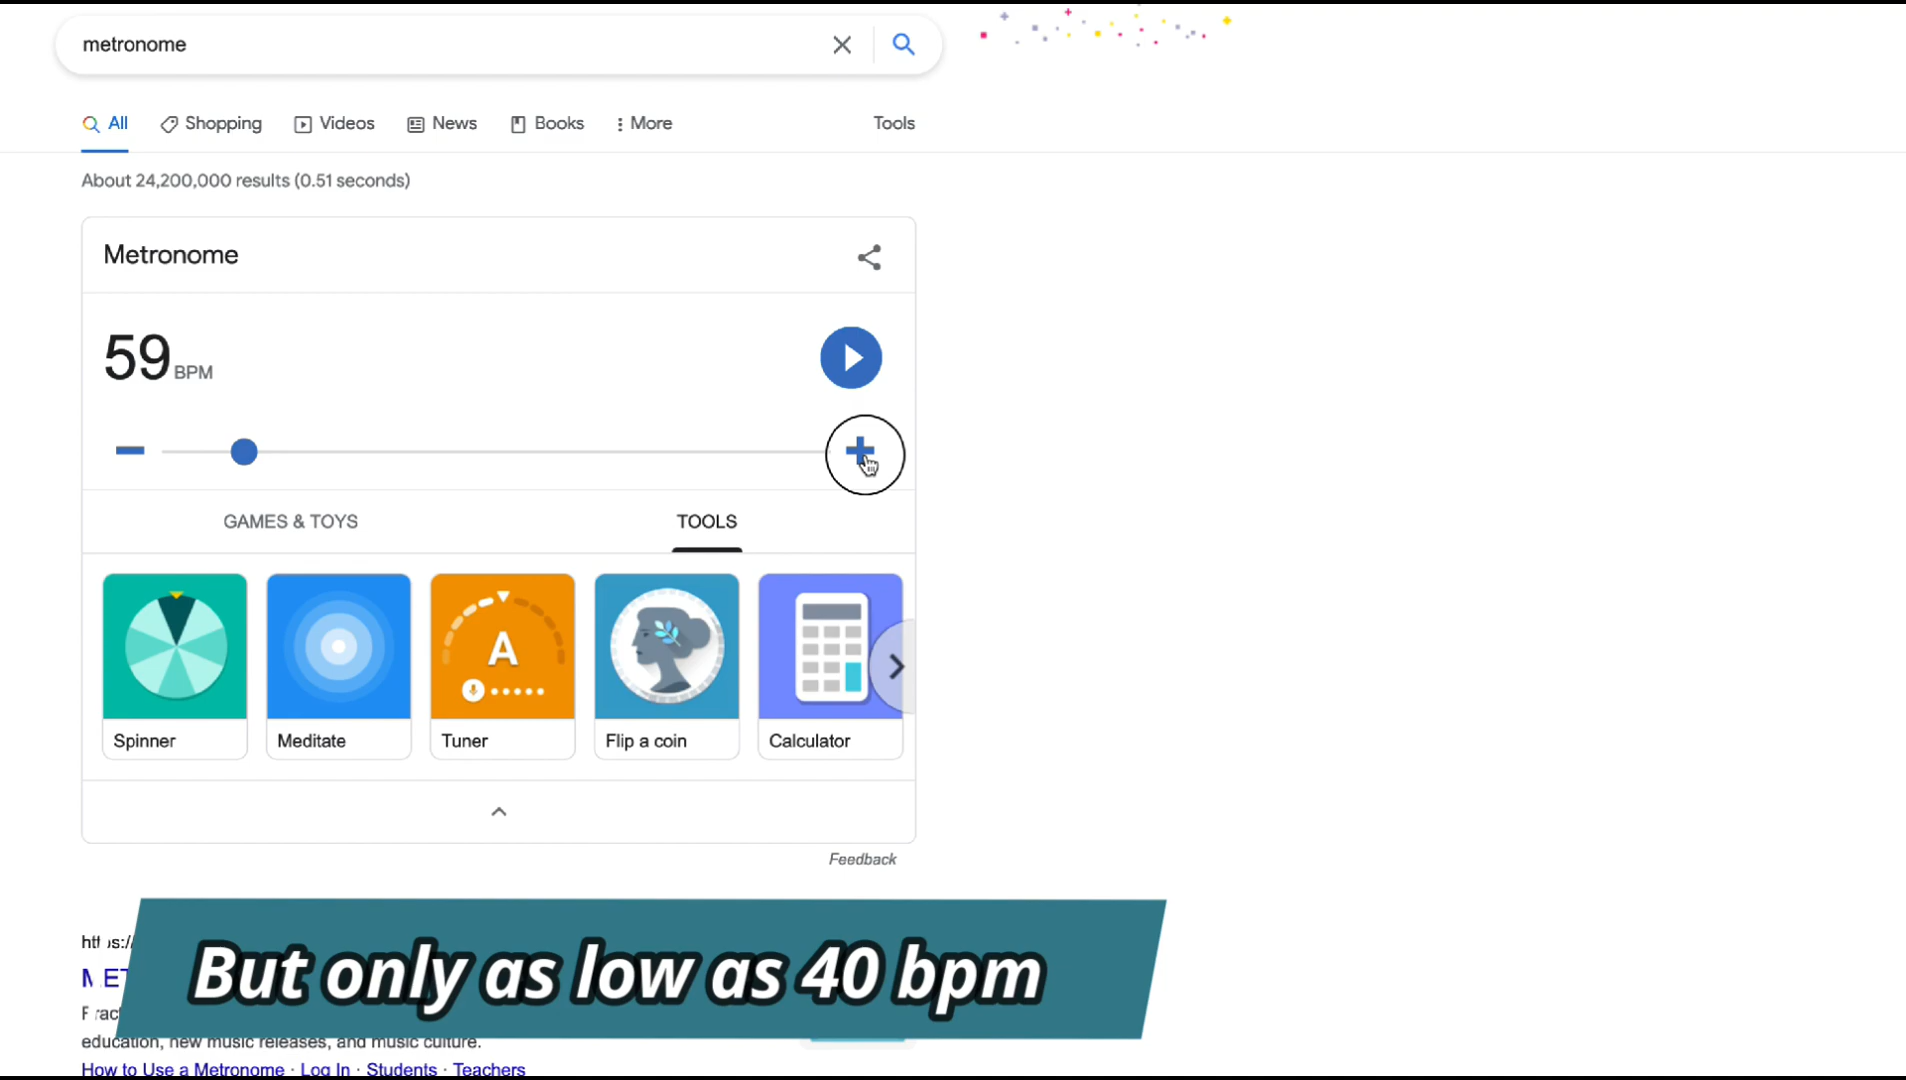 metronome
All Shopping Videos News Books More Tools
About 24,200,000 results (0.51 seconds)
Metronome
59 BPM
GAMES & TOYS TOOLS
A
Spinner Meditate Tuner Flip a coin Calculator
Feedback
But only as low as 40 bpm
education, new music releases, and music culture.
How to Use a Metronome · Log In · Students · Teachers